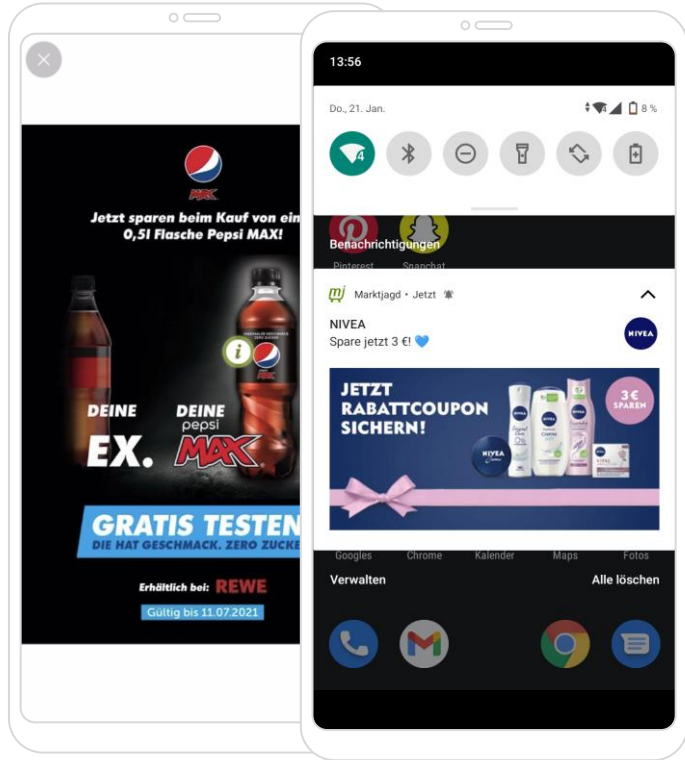 MAX
Jetzt sparen beim Kauf von ein
0,5l Flasche Pepsi MAX!
DEINE
EX.
DEINE
pepsi
MAX
GRATIS TESTEN
DIE HAT GESCHMACK. ZERO ZUCKE
Erhältlich bei: REWE
Gültig bis 11.07.2021
13:56
Do., 21. Jan.
8 %
4
Pinterest
Snapchat
Benachrichtigungen
mj Marktjagd • Jetzt
NIVEA
Spare jetzt 3 €! 💙
NIVEA
JETZT
RABATTCOUPON
SICHERN!
3 €
SPAREN
NIVEA
Googles
Chrome
Kalender
Maps
Fotos
Verwalten
Alle löschen